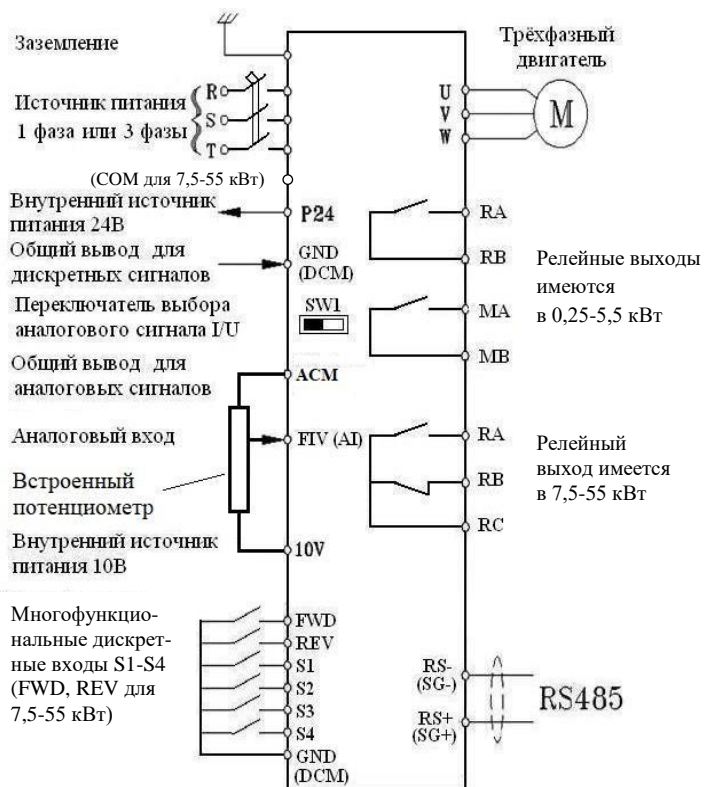 Заземление
Трёхфазный
двигатель
Источник питания
1 фаза или 3 фазы
R
S
T
U
V
W
M
(COM для 7,5-55 кВт)
Внутренний источник
питания 24В
P24
Общий вывод для
дискретных сигналов
GND
(DCM)
Переключатель выбора
аналогового сигнала I/U
SW1
RA
RB
MA
MB
Релейные выходы
имеются
в 0,25-5,5 кВт
Общий вывод для
аналоговых сигналов
ACM
Аналоговый вход
FIV (AI)
Встроенный
потенциометр
Внутренний источник
питания 10В
10V
RA
RB
RC
Релейный
выход имеется
в 7,5-55 кВт
Многофункцио-
нальные дискрет-
ные входы S1-S4
(FWD, REV для
7,5-55 кВт)
FWD
REV
S1
S2
S3
S4
GND
(DCM)
RS-
(SG-)
RS+
(SG+)
RS485